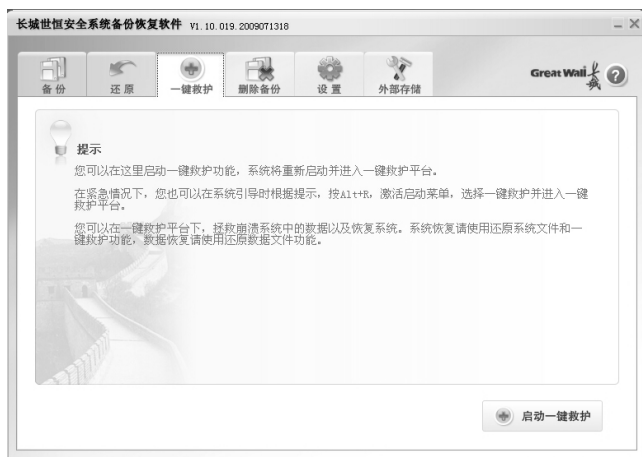 长城世恒安全系统备份恢复软件 V1.10.019.2009071318
备份 还原 一键救护 删除备份 设置 外部存储 Great Wall 长城
提示
您可以在这里启动一键救护功能，系统将重新启动并进入一键救护平台。
在紧急情况下，您也可以在系统引导时根据提示，按Alt+R，激活启动菜单，选择一键救护并进入一键
救护平台。
您可以在一键救护平台下，拯救崩溃系统中的数据以及恢复系统。系统恢复请使用还原系统文件和一
键救护功能，数据恢复请使用还原数据文件功能。
启动一键救护